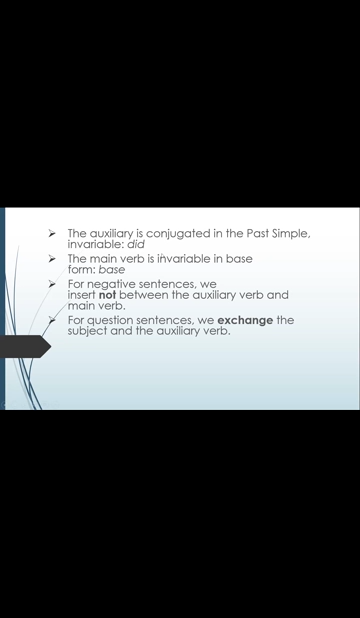 ➢ The auxiliary is conjugated in the Past Simple,
invariable: did
➢ The main verb is invariable in base
form: base
➢ For negative sentences, we
insert not between the auxiliary verb and
main verb.
➢ For question sentences, we exchange the
subject and the auxiliary verb.